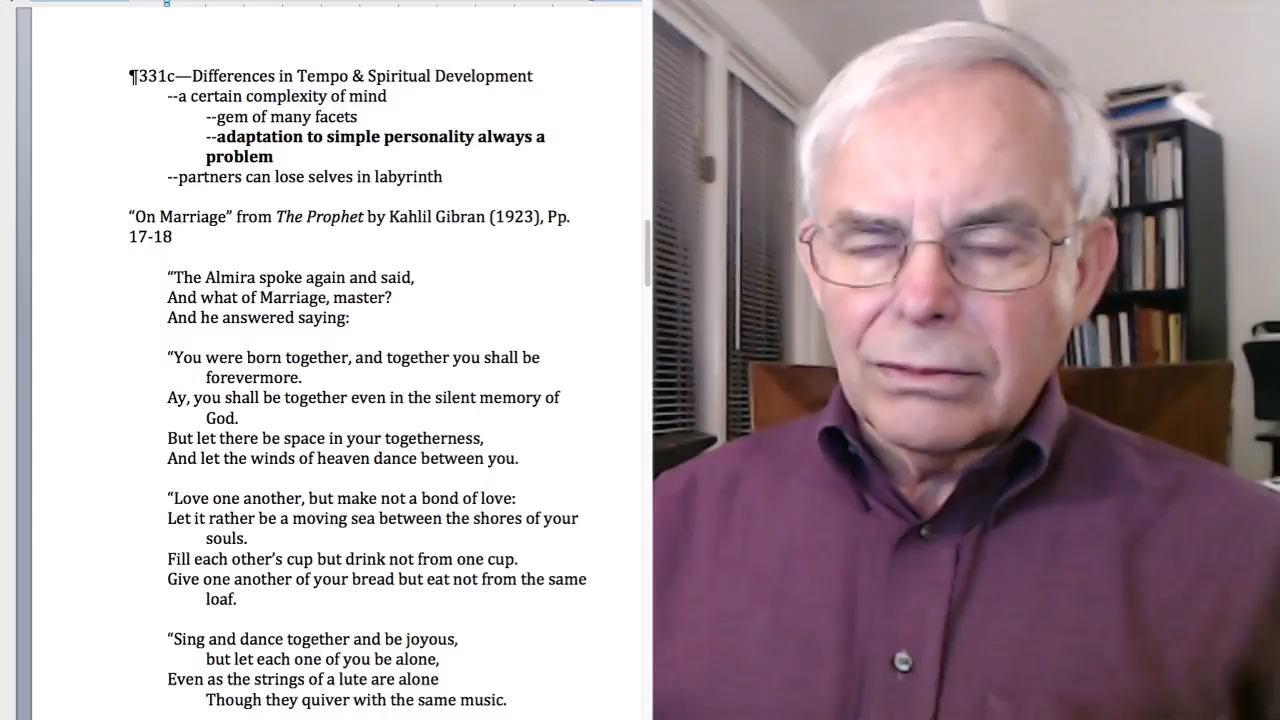 ¶331c—Differences in Tempo & Spiritual Development
--a certain complexity of mind
--gem of many facets
--adaptation to simple personality always a
problem
--partners can lose selves in labyrinth
“On Marriage” from The Prophet by Kahlil Gibran (1923), Pp.
17-18
“The Almira spoke again and said,
And what of Marriage, master?
And he answered saying:
“You were born together, and together you shall be
forevermore.
Ay, you shall be together even in the silent memory of
God.
But let there be space in your togetherness,
And let the winds of heaven dance between you.
“Love one another, but make not a bond of love:
Let it rather be a moving sea between the shores of your
souls.
Fill each other’s cup but drink not from one cup.
Give one another of your bread but eat not from the same
loaf.
“Sing and dance together and be joyous,
but let each one of you be alone,
Even as the strings of a lute are alone
Though they quiver with the same music.